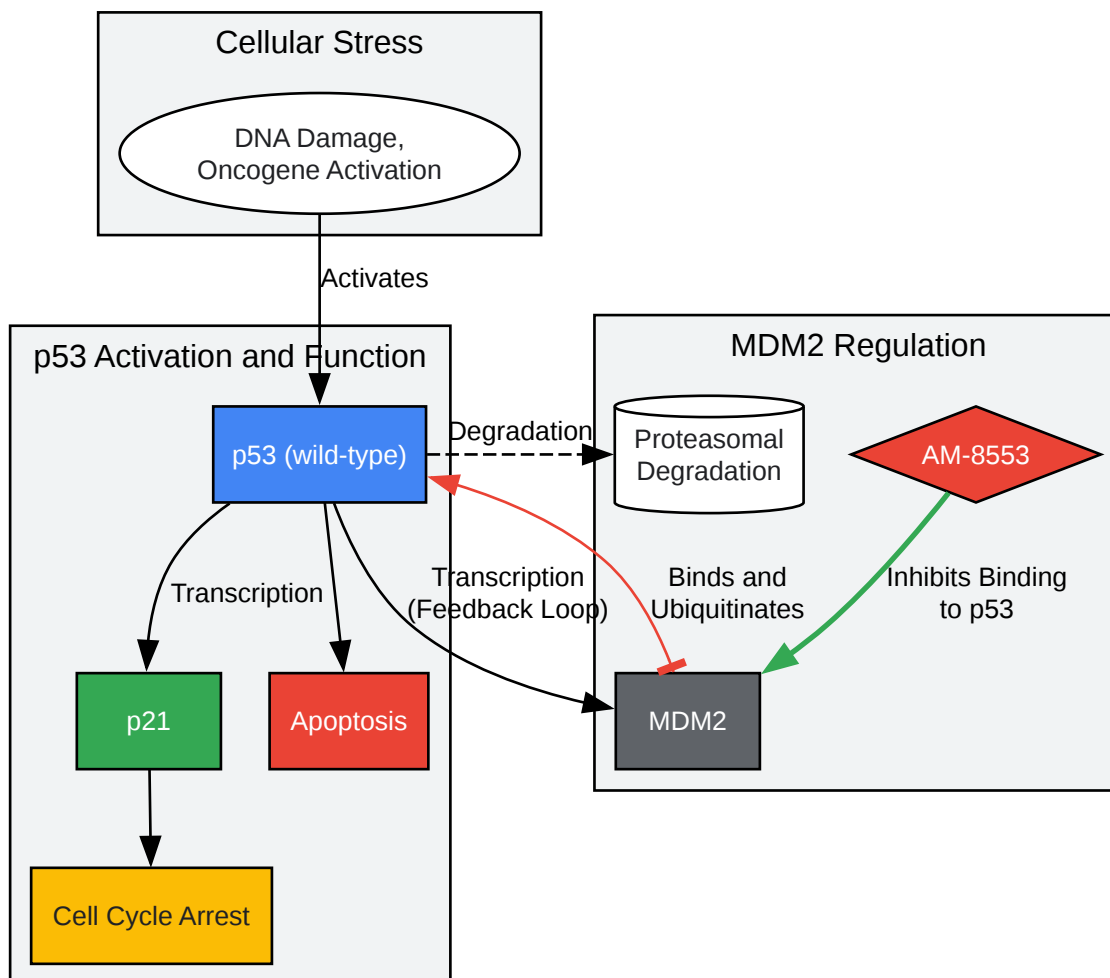 Cellular Stress
DNA Damage,
Oncogene Activation
Activates
p53 Activation and Function
MDM2 Regulation
p53 (wild-type)
Degradation
Proteasomal
Degradation
AM-8553
Transcription
Transcription
(Feedback Loop)
Binds and
Ubiquitinates
Inhibits Binding
to p53
p21
Apoptosis
MDM2
Cell Cycle Arrest